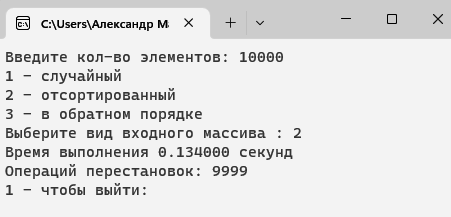 C:\Users\Александр Ма
Введите кол-во элементов: 10000
1 - случайный
2 - отсортированный
3 - в обратном порядке
Выберите вид входного массива : 2
Время выполнения 0.134000 секунд
Операций перестановок: 9999
1 - чтобы выйти: